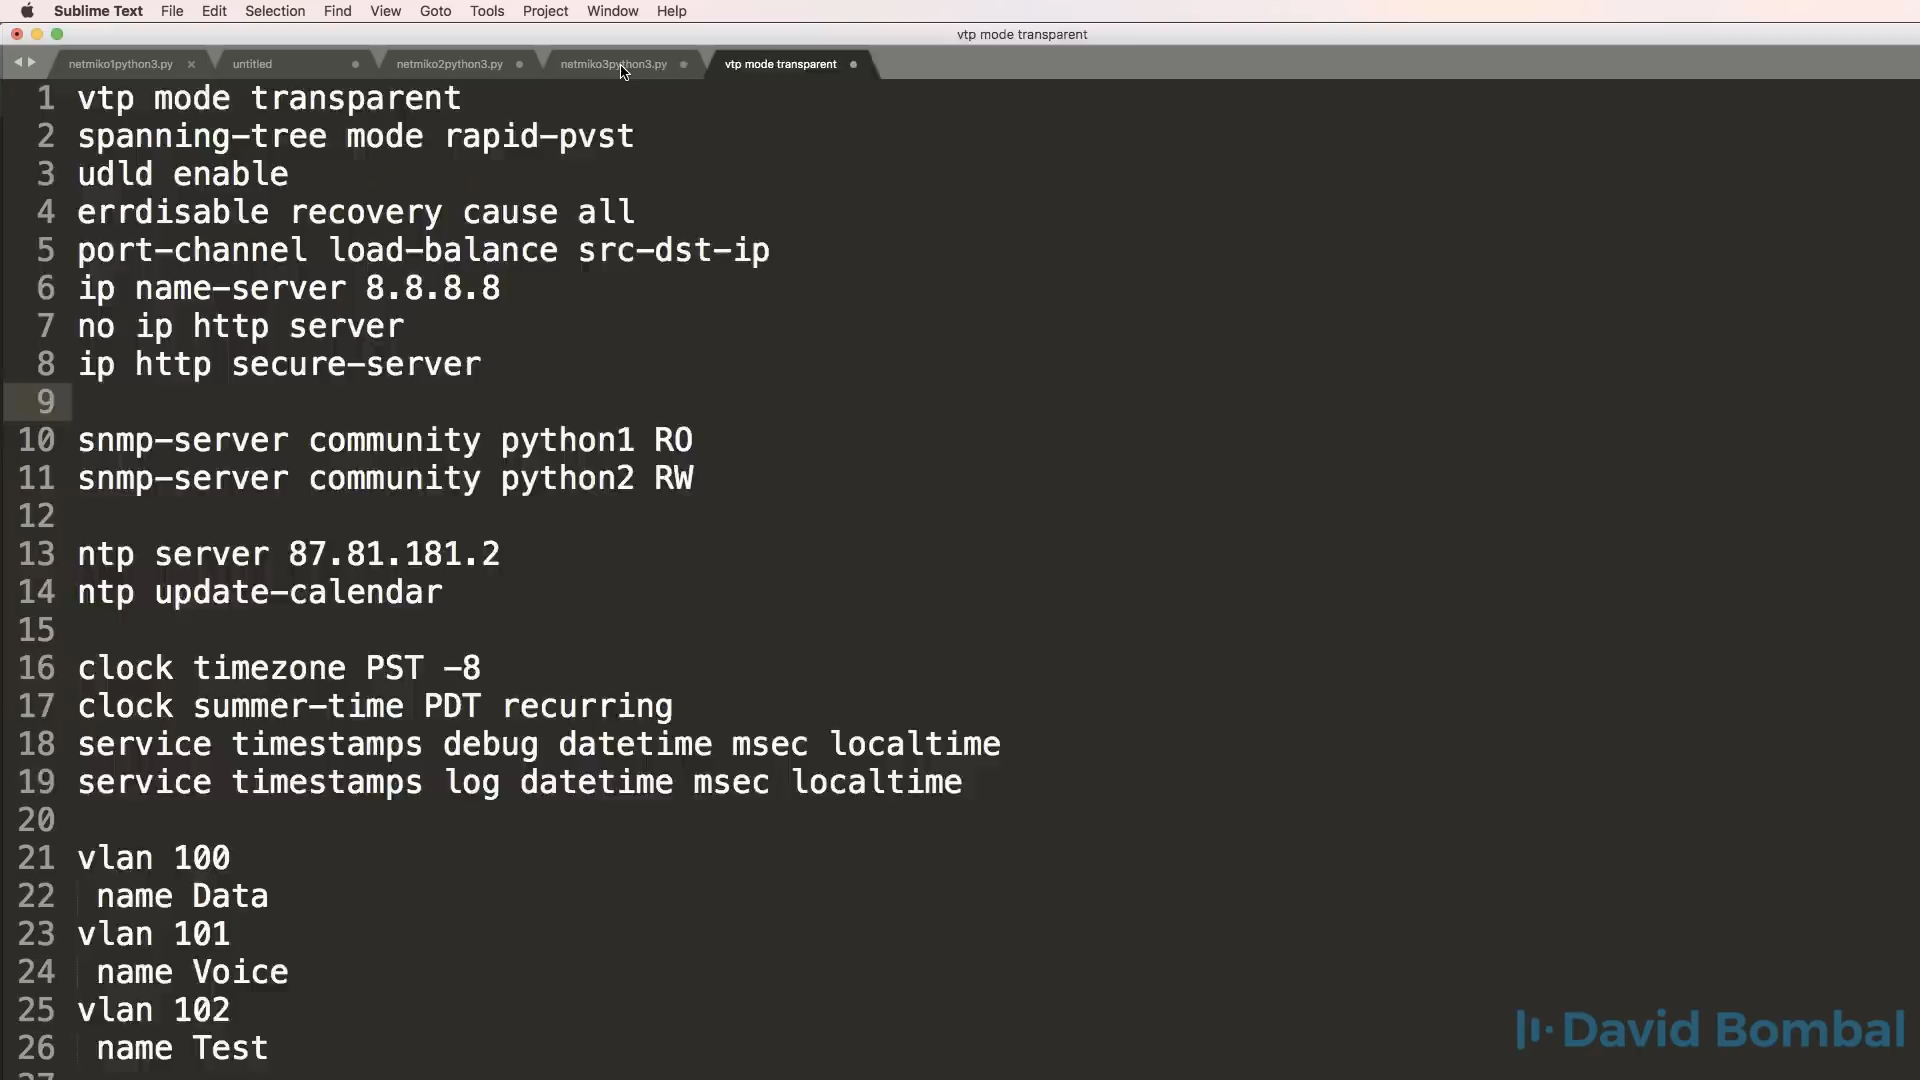 Sublime Text File Edit Selection Find View Goto Tools Project Window Help
vtp mode transparent
netmiko1python3.py untitled netmiko2python3.py netmiko3python3.py vtp mode transparent
1 vtp mode transparent
2 spanning-tree mode rapid-pvst
3 udld enable
4 errdisable recovery cause all
5 port-channel load-balance src-dst-ip
6 ip name-server 8.8.8.8
7 no ip http server
8 ip http secure-server
9
10 snmp-server community python1 RO
11 snmp-server community python2 RW
12
13 ntp server 87.81.181.2
14 ntp update-calendar
15
16 clock timezone PST -8
17 clock summer-time PDT recurring
18 service timestamps debug datetime msec localtime
19 service timestamps log datetime msec localtime
20
21 vlan 100
22 name Data
23 vlan 101
24 name Voice
25 vlan 102
26 name Test
27
David Bombal